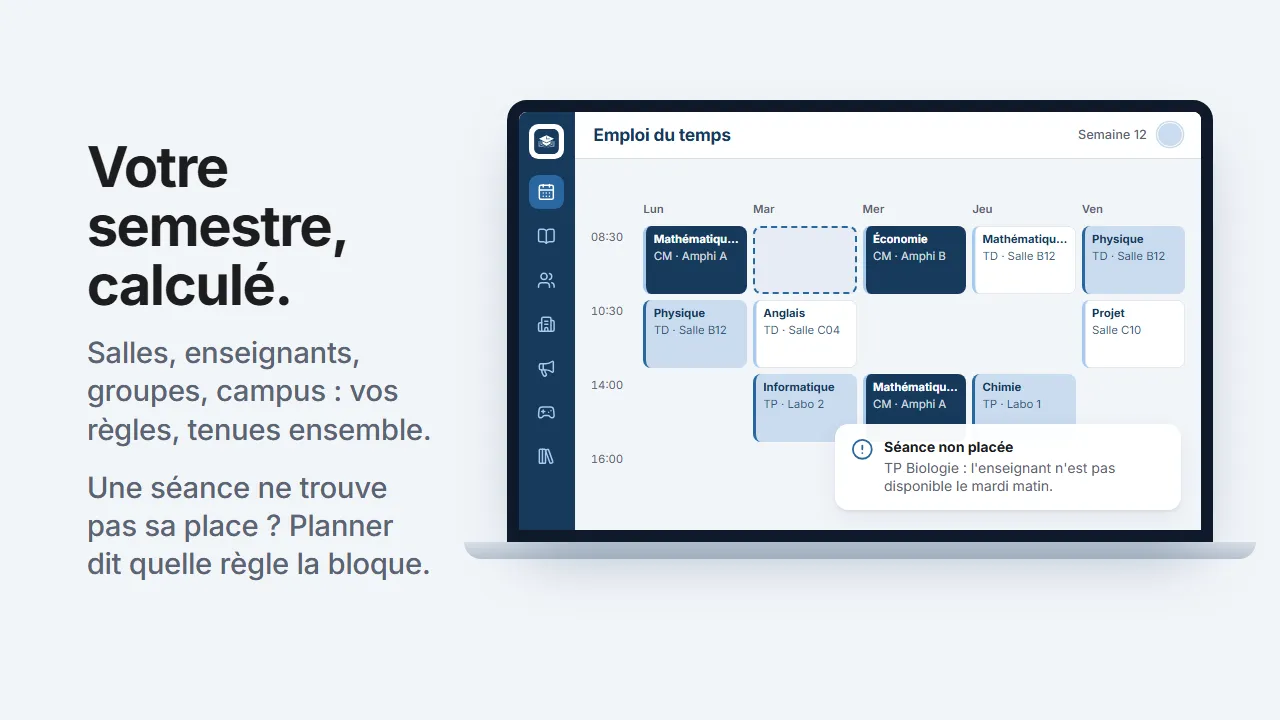 Votre
semestre,
calculé.
Salles, enseignants,
groupes, campus : vos
règles, tenues ensemble.
Une séance ne trouve
pas sa place ? Planner
dit quelle règle la bloque.
Emploi du temps
Semaine 12
Lun Mar Mer Jeu Ven
08:30
Mathématiqu...
CM · Amphi A
Économie
CM · Amphi B
Mathématiqu...
TD · Salle B12
Physique
TD · Salle B12
10:30
Physique
TD · Salle B12
Anglais
TD · Salle C04
Projet
Salle C10
14:00
Informatique
TP · Labo 2
Mathématiqu...
CM · Amphi A
Chimie
TP · Labo 1
16:00
Séance non placée
TP Biologie : l'enseignant n'est pas
disponible le mardi matin.